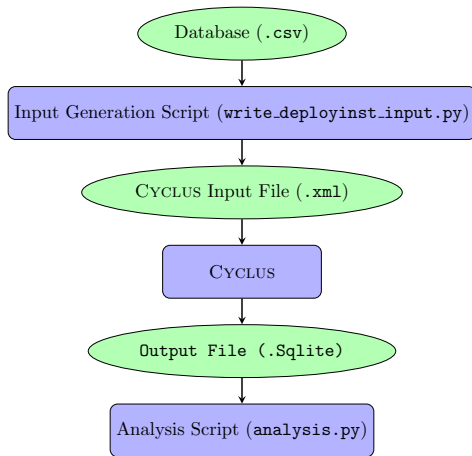 Database (.csv)
Input Generation Script (write_deployinst_input.py)
CYCLUS Input File (.xml)
CYCLUS
Output File (.Sqlite)
Analysis Script (analysis.py)